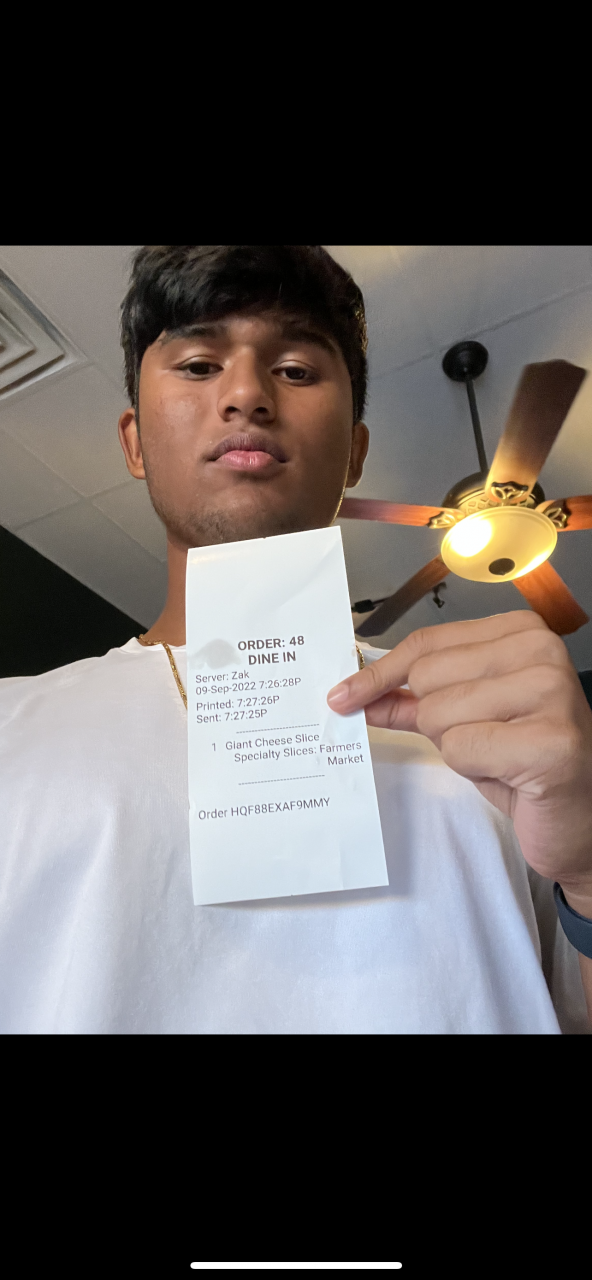 ORDER: 48
DINE IN
Server: Zak
09-Sep-2022 7:26:28P
Printed: 7:27:26P
Sent: 7:27:25P
1 Giant Cheese Slice
Specialty Slices: Farmers
Market
Order HQF88EXAF9MMY